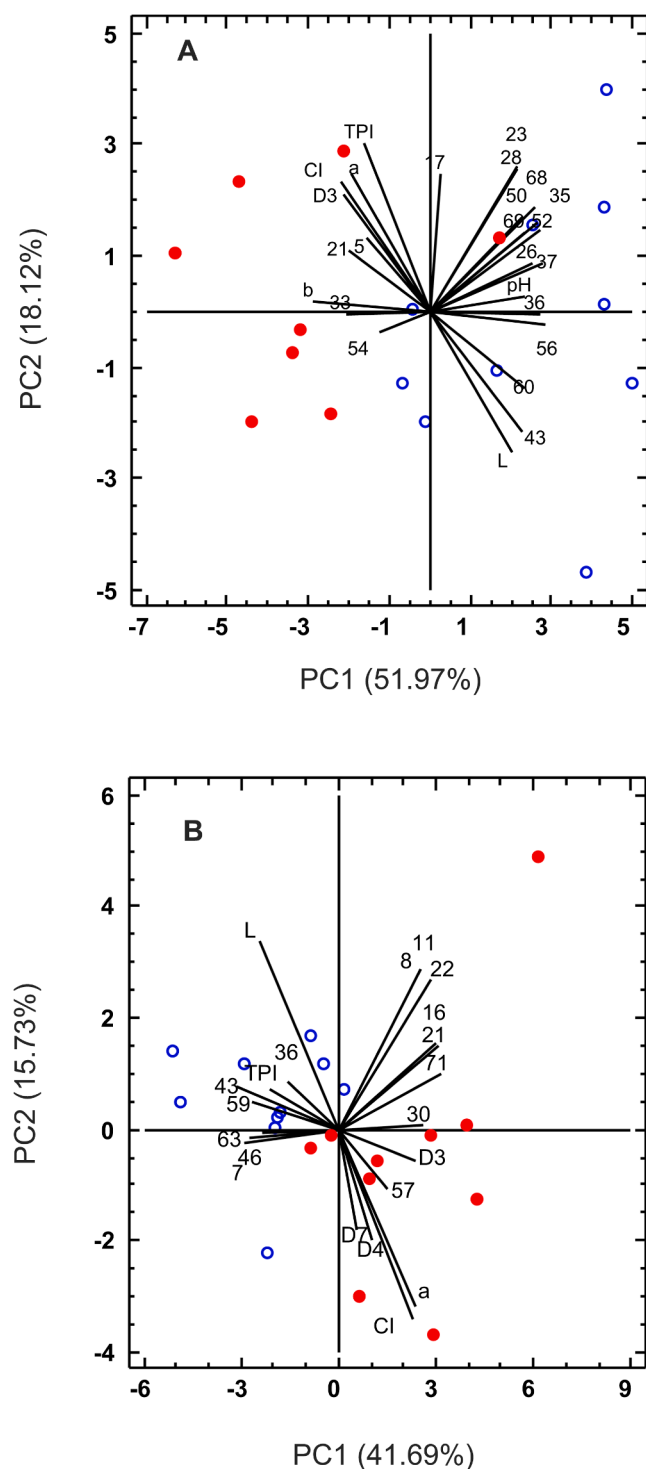 5
A
23
TPI
28
17
CI
a
68
D3
50
35
3
69
52
21
5
26
37
1
b
33
pH
36
54
56
-1
60
43
L
-3
-5
-7
-5
-3
-1
1
3
5
PC2 (18.12%)
PC1 (51.97%)
6
B
L
11
8
22
4
16
2
36
21
TPI
71
43
59
30
0
63
46
D3
7
57
D7
D4
-2
a
CI
-4
-6
-3
0
3
6
9
PC2 (15.73%)
PC1 (41.69%)